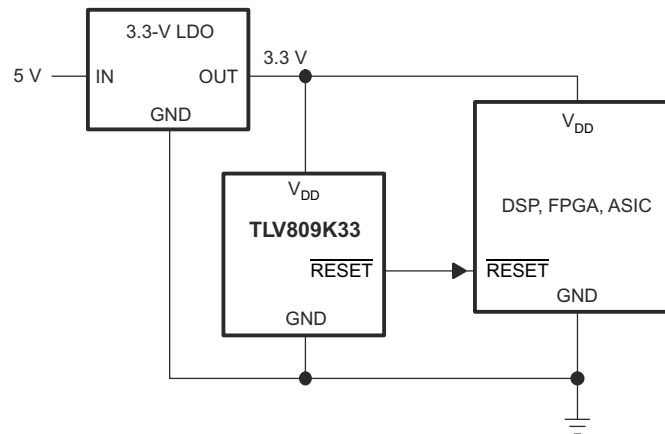 3.3-V LDO
5 V
IN
OUT
3.3 V
GND
VDD
TLV809K33
RESET
GND
VDD
DSP, FPGA, ASIC
RESET
GND